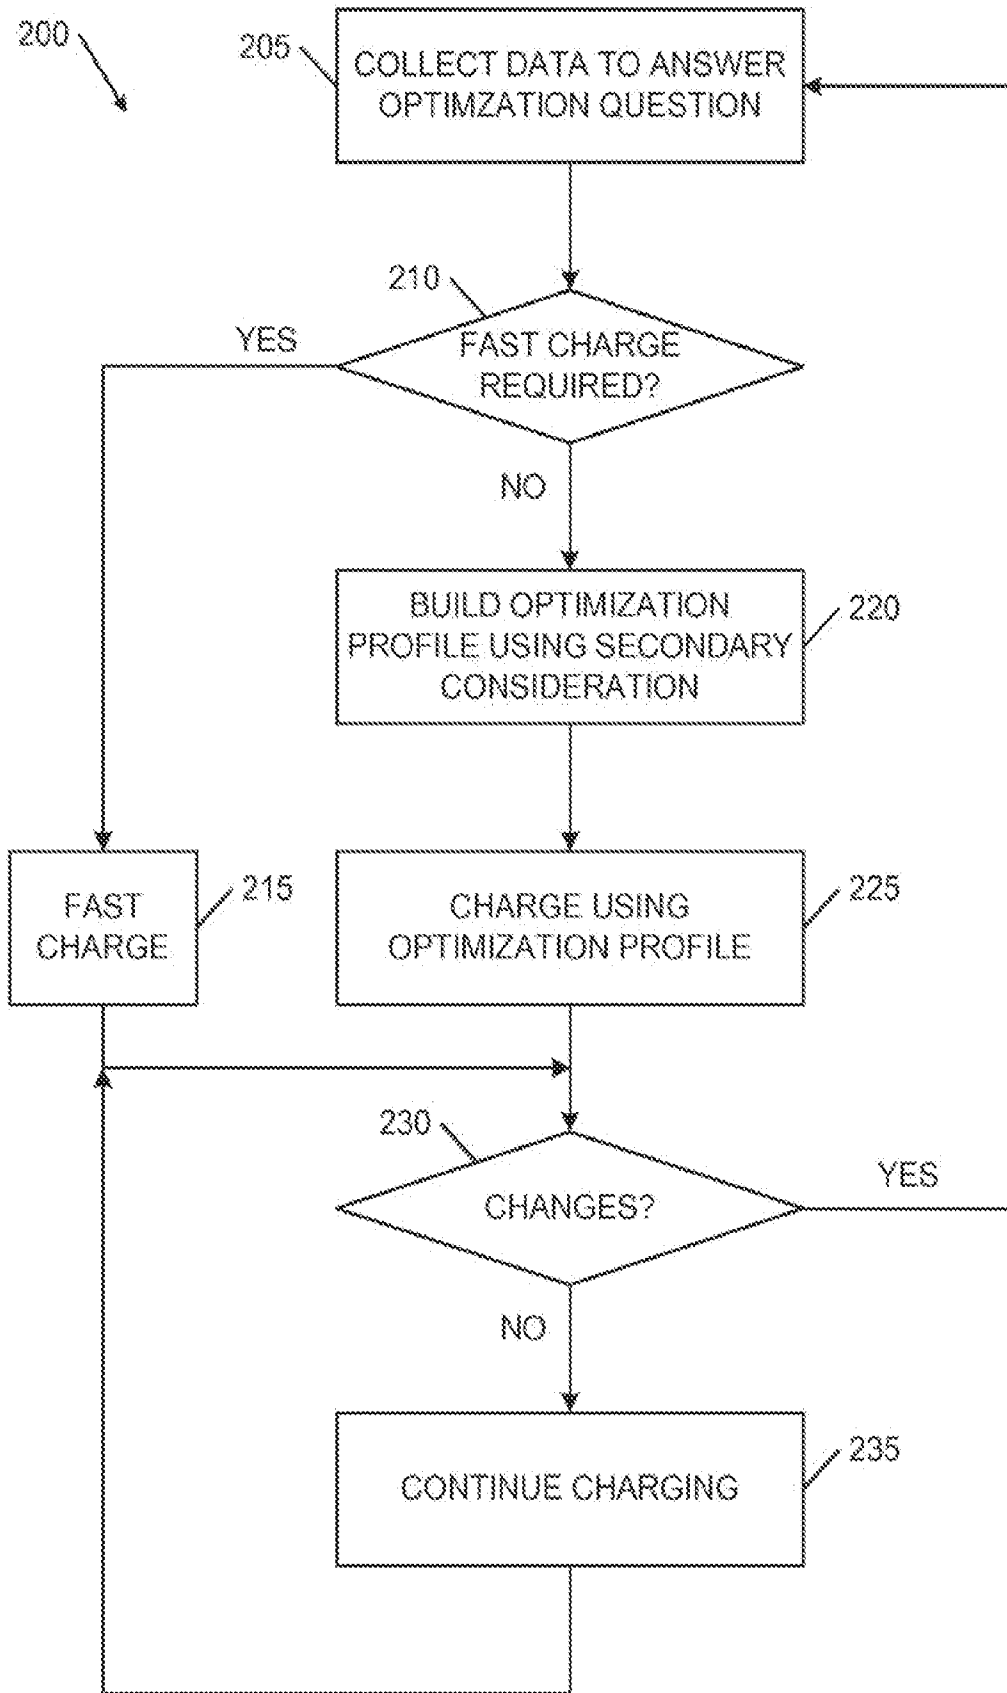 200
205
COLLECT DATA TO ANSWER
OPTIMZATION QUESTION
210
YES
FAST CHARGE
REQUIRED?
NO
BUILD OPTIMIZATION
PROFILE USING SECONDARY
CONSIDERATION
220
FAST
CHARGE
215
CHARGE USING
OPTIMIZATION PROFILE
225
230
CHANGES?
YES
NO
CONTINUE CHARGING
235